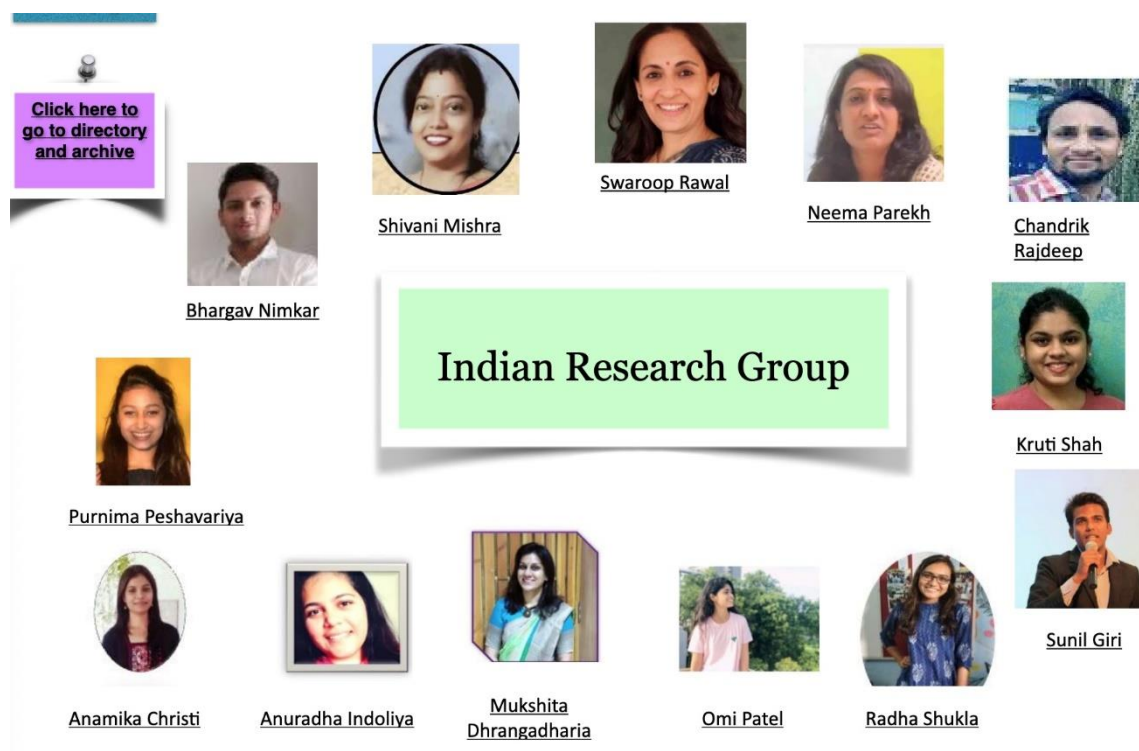 Click here to
go to directory
and archive
Shivani Mishra
Swaroop Rawal
Neema Parekh
Chandrik
Rajdeep
Bhargav Nimkar
Indian Research Group
Kruti Shah
Purnima Peshavariya
Sunil Giri
Anamika Christi
Anuradha Indoliya
Mukshita
Dhrangadharia
Omi Patel
Radha Shukla